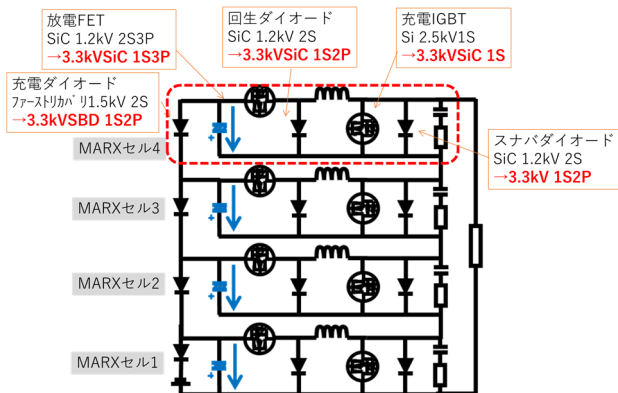 放電FET
SiC 1.2kV 2S3P
→3.3kVSiC 1S3P
回生ダイオード
SiC 1.2kV 2S
→3.3kVSiC 1S2P
充電IGBT
Si 2.5kV1S
→3.3kVSiC 1S
充電ダイオード
ファーストリカバリ1.5kV 2S
→3.3kVSBD 1S2P
スナバダイオード
SiC 1.2kV 2S
→3.3kV 1S2P
MARXセル4
MARXセル3
MARXセル2
MARXセル1
+
+
+
+